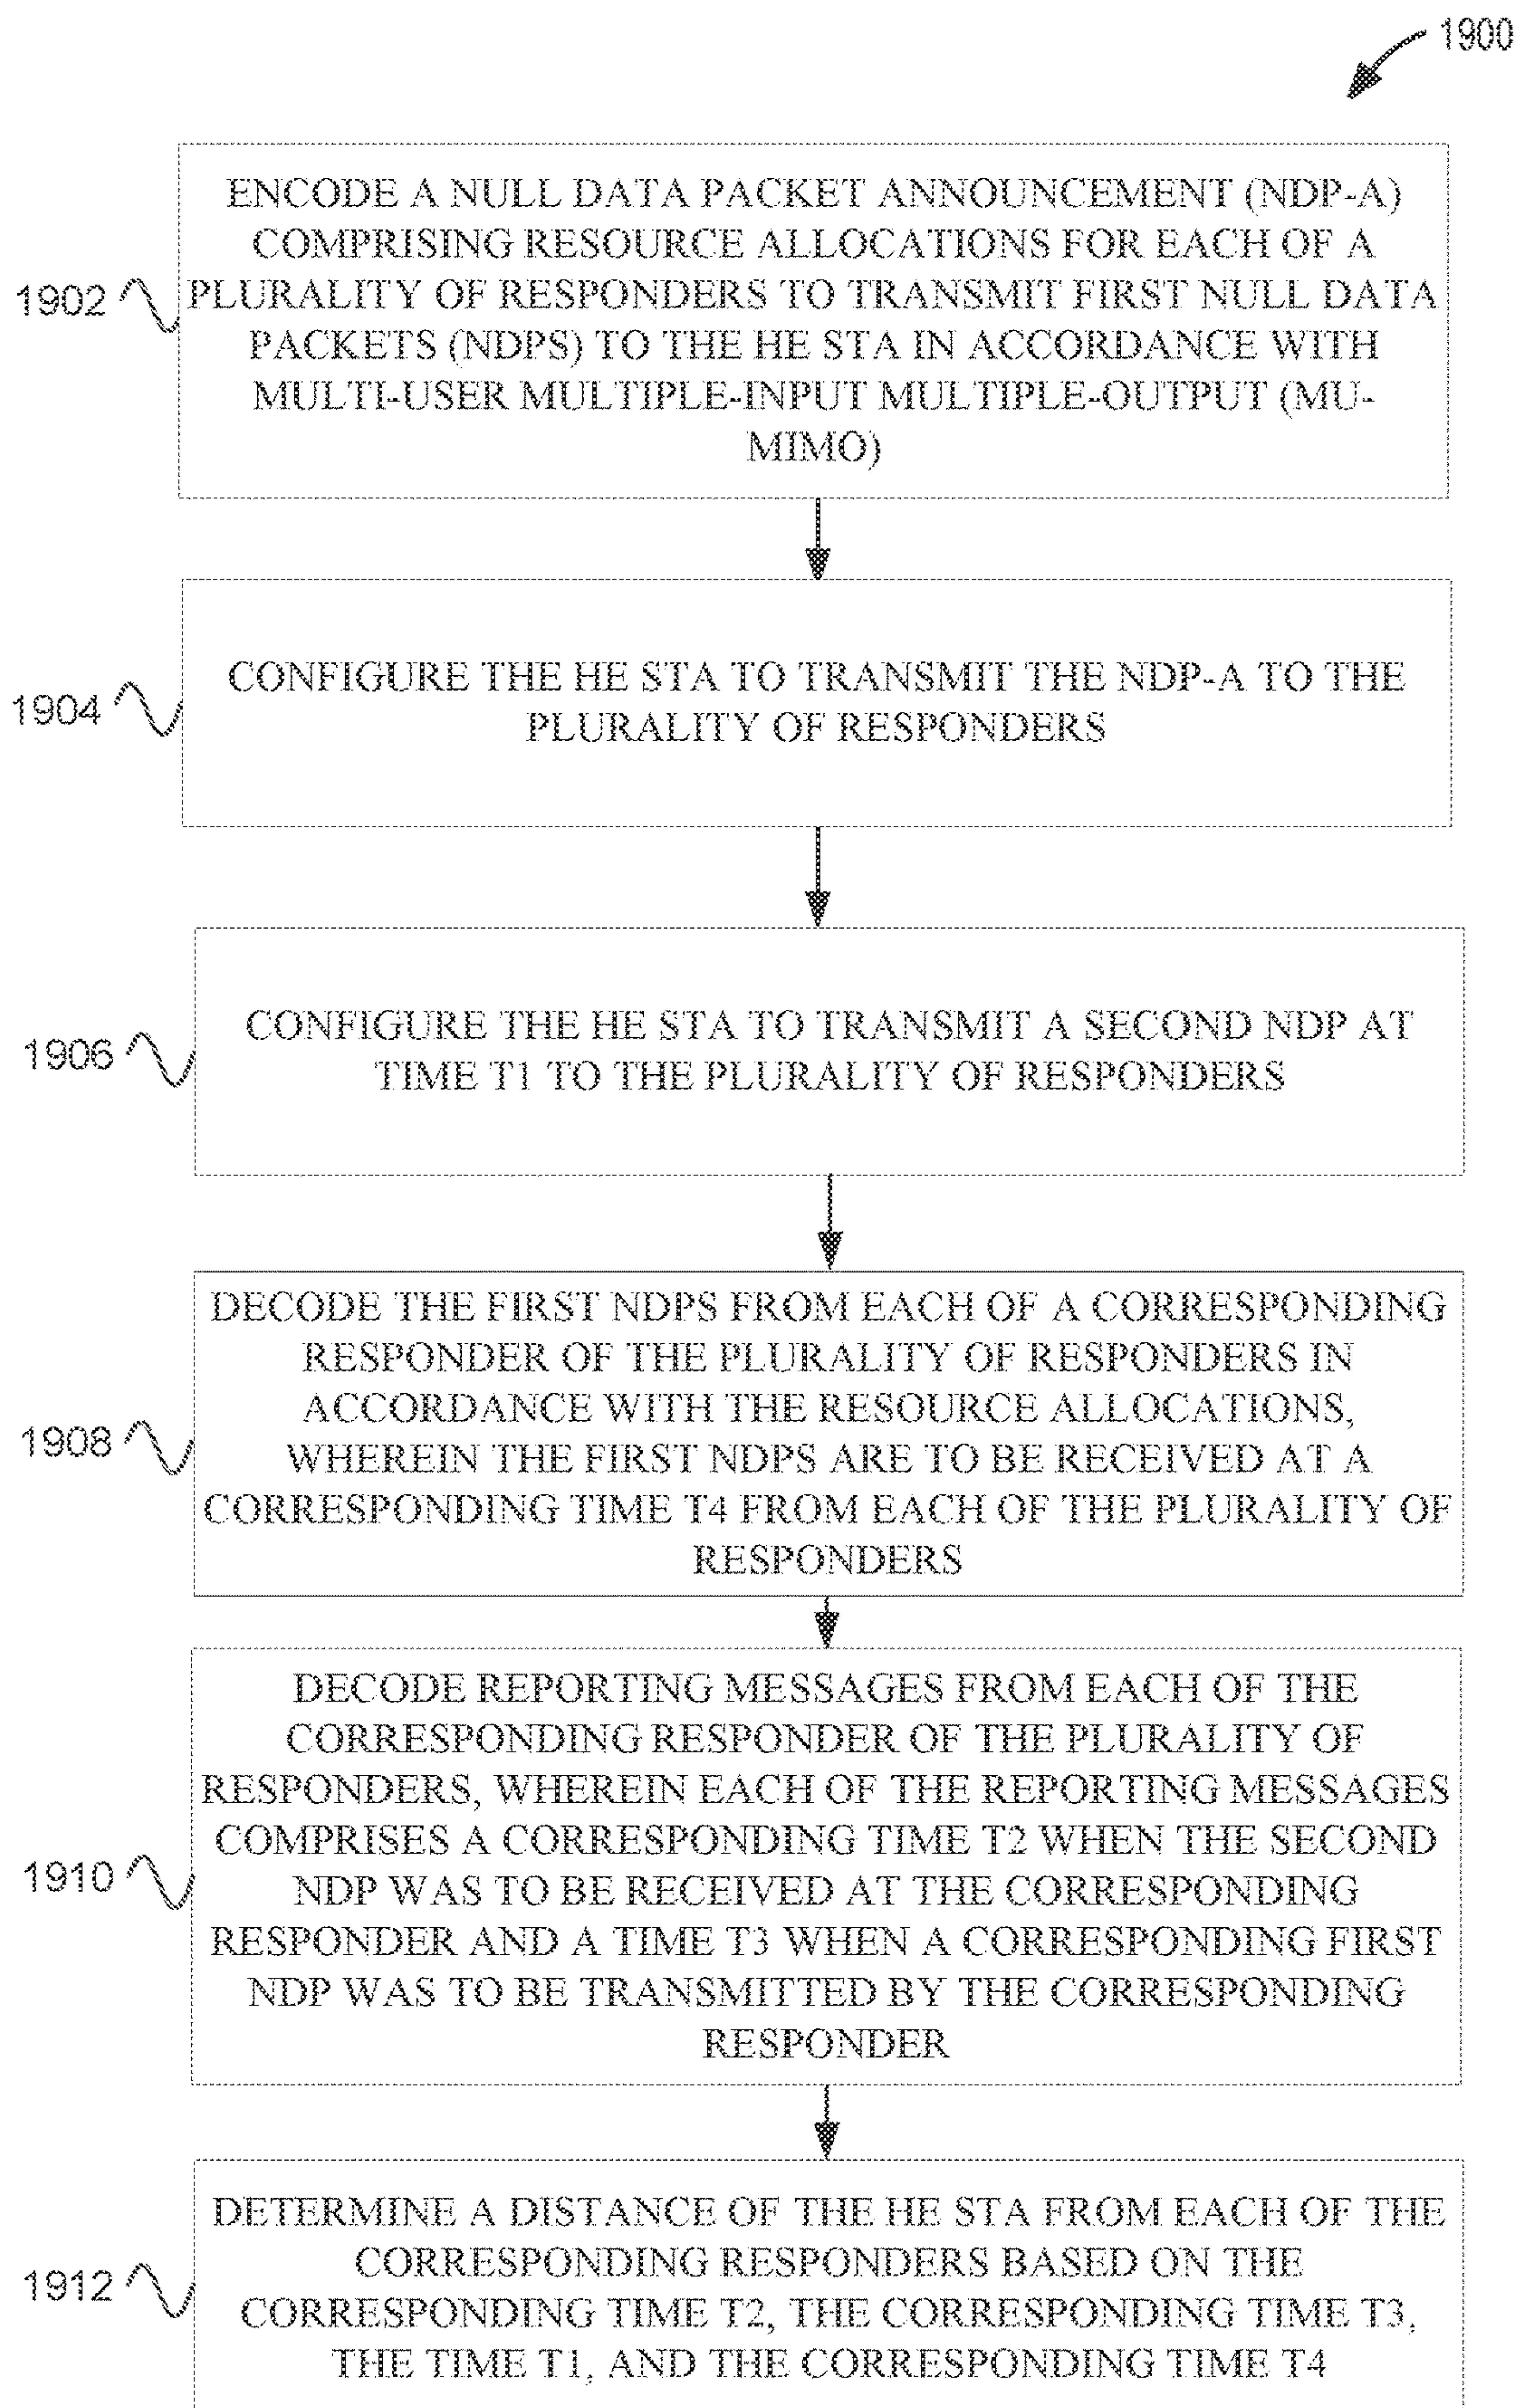 1900
ENCODE A NULL DATA PACKET ANNOUNCEMENT (NDP-A)
COMPRISING RESOURCE ALLOCATIONS FOR EACH OF A
1902
PLURALITY OF RESPONDERS TO TRANSMIT FIRST NULL DATA
PACKETS (NDPS) TO THE HE STA IN ACCORDANCE WITH
MULTI-USER MULTIPLE-INPUT MULTIPLE-OUTPUT (MU-
MIMO)
1904
CONFIGURE THE HE STA TO TRANSMIT THE NDP-A TO THE
PLURALITY OF RESPONDERS
1906
CONFIGURE THE HE STA TO TRANSMIT A SECOND NDP AT
TIME T1 TO THE PLURALITY OF RESPONDERS
DECODE THE FIRST NDPS FROM EACH OF A CORRESPONDING
RESPONDER OF THE PLURALITY OF RESPONDERS IN
ACCORDANCE WITH THE RESOURCE ALLOCATIONS,
1908
WHEREIN THE FIRST NDPS ARE TO BE RECEIVED AT A
CORRESPONDING TIME T4 FROM EACH OF THE PLURALITY OF
RESPONDERS
DECODE REPORTING MESSAGES FROM EACH OF THE
CORRESPONDING RESPONDER OF THE PLURALITY OF
RESPONDERS, WHEREIN EACH OF THE REPORTING MESSAGES
COMPRISES A CORRESPONDING TIME T2 WHEN THE SECOND
1910
NDP WAS TO BE RECEIVED AT THE CORRESPONDING
RESPONDER AND A TIME T3 WHEN A CORRESPONDING FIRST
NDP WAS TO BE TRANSMITTED BY THE CORRESPONDING
RESPONDER
DETERMINE A DISTANCE OF THE HE STA FROM EACH OF THE
CORRESPONDING RESPONDERS BASED ON THE
1912
CORRESPONDING TIME T2, THE CORRESPONDING TIME T3,
THE TIME T1, AND THE CORRESPONDING TIME T4